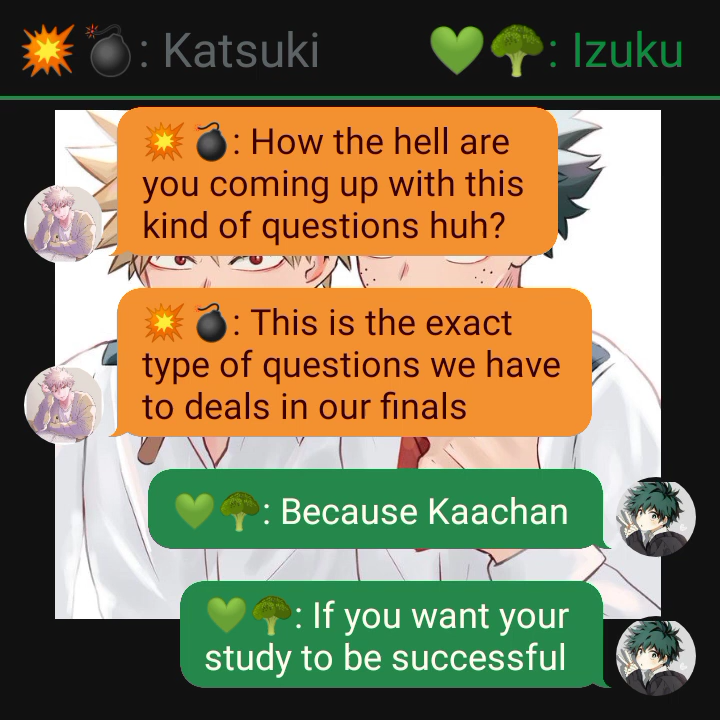 💥💣: Katsuki
💚🥦: Izuku
💥💣: How the hell are
you coming up with this
kind of questions huh?
💥💣: This is the exact
type of questions we have
to deals in our finals
💚🥦: Because Kaachan
💚🥦: If you want your
study to be successful